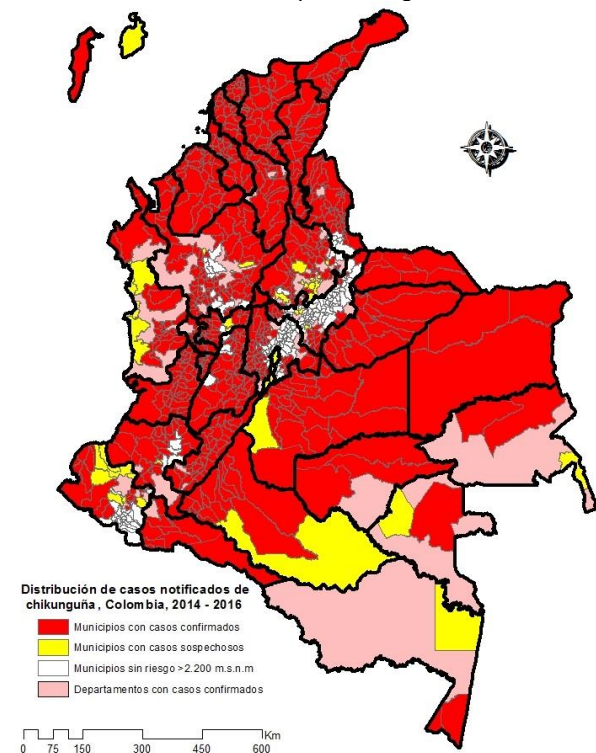 Distribución de casos notificados de
chikunguña, Colombia, 2014 - 2016
Municipios con casos confirmados
Municipios con casos sospechosos
Municipios sin riesgo >2.200 m.s.n.m
Departamentos con casos confirmados
Km
0 75 150 300 450 600